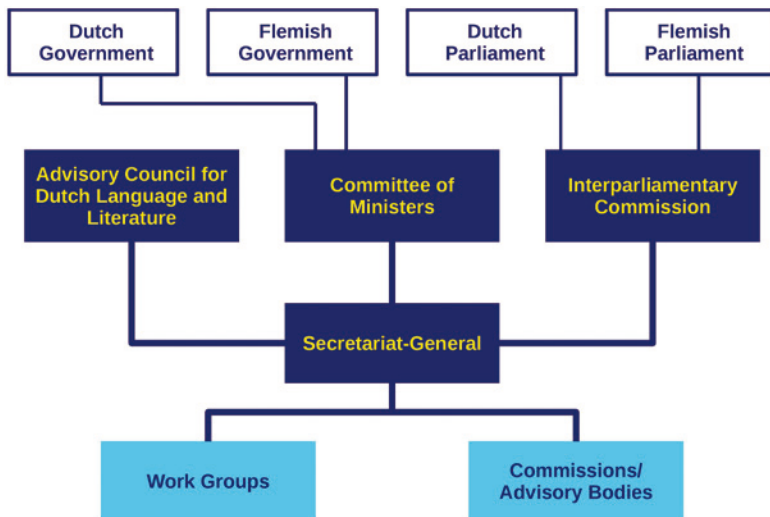 Dutch
Government
Flemish
Government
Dutch
Parliament
Flemish
Parliament
Advisory Council for
Dutch Language and
Literature
Committee of
Ministers
Interparliamentary
Commission
Secretariat-General
Work Groups
Commissions/
Advisory Bodies